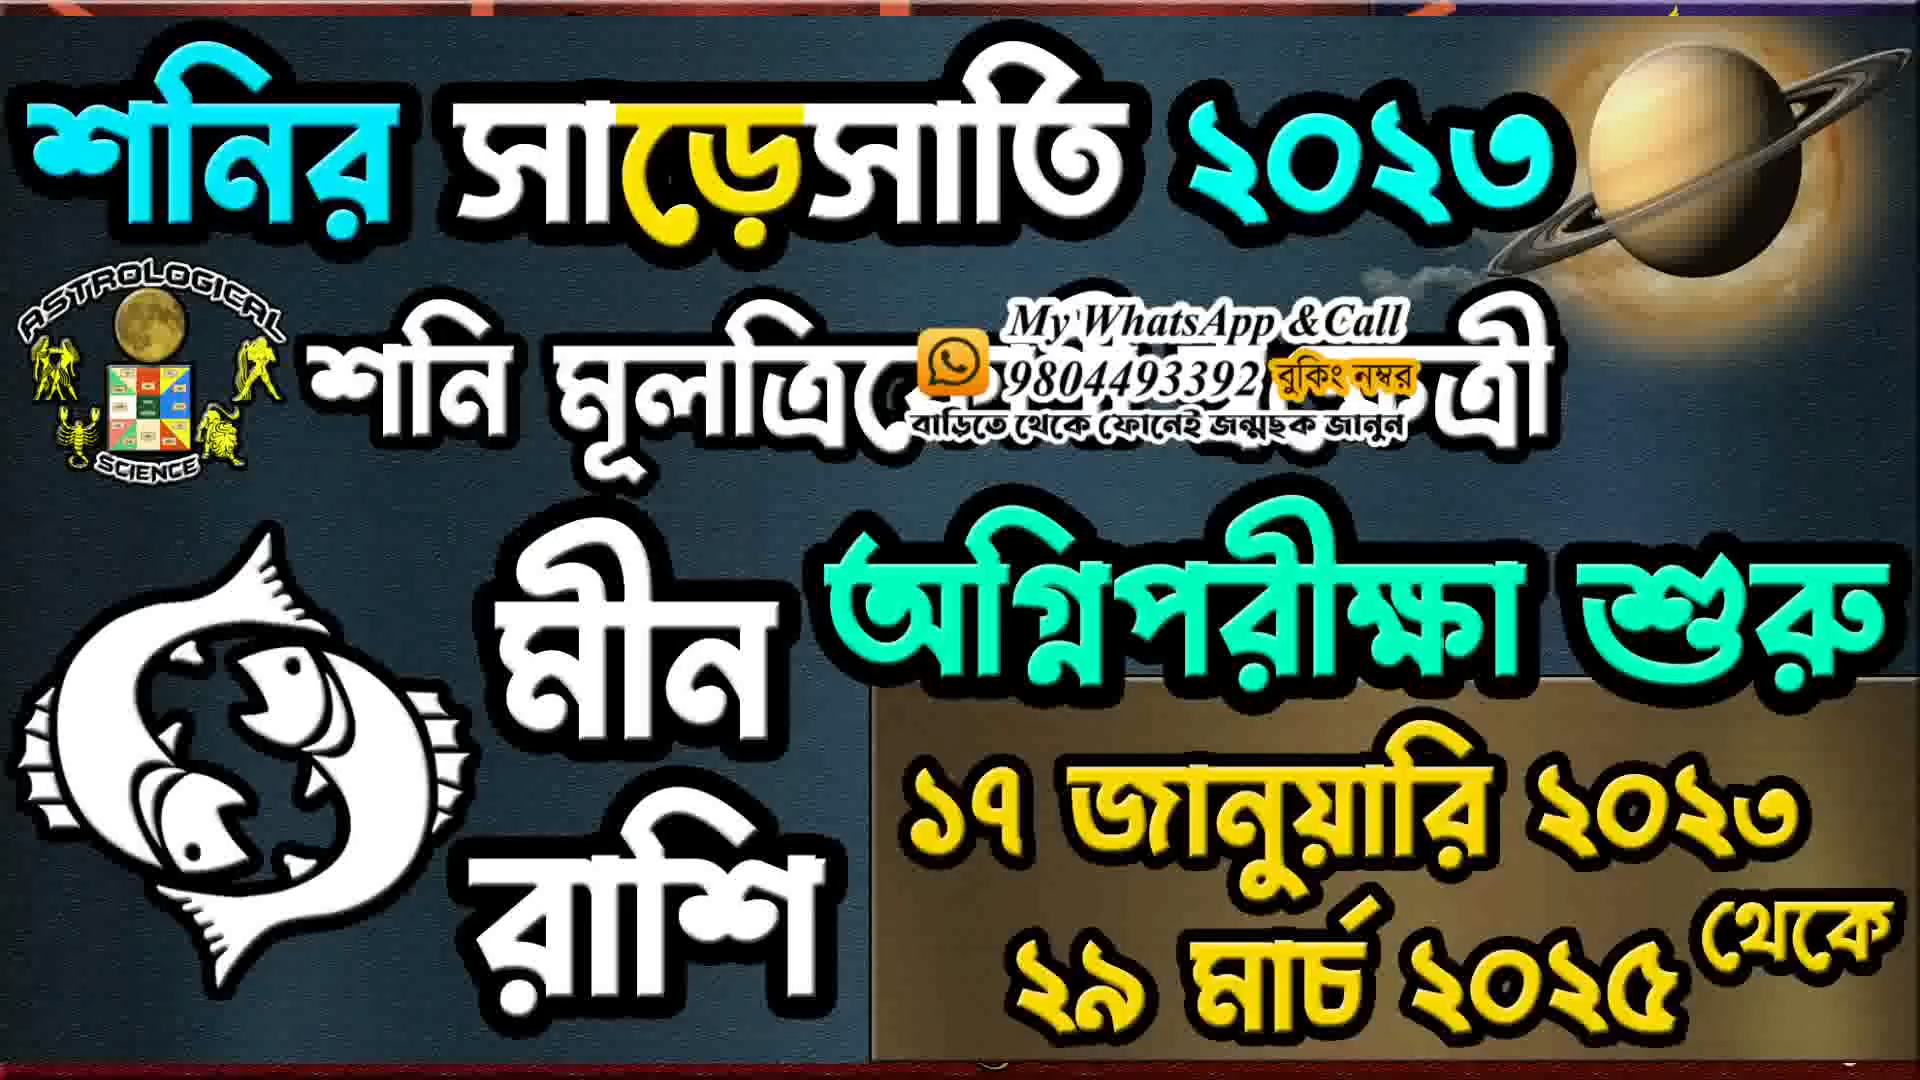 শনির সাড়েসাতি ২০২৩
ASTROLOGICAL
SCIENCE
My WhatsApp &Call
শনি
9804493392 বুকিং নম্বর
বাড়িতে থেকে ফোনেই জন্মছক জানুন
মীন
রাশি
অগ্নিপরীক্ষা শুরু
১৭ জানুয়ারি ২০২৩
থেকে
২৯ মার্চ ২০২৫